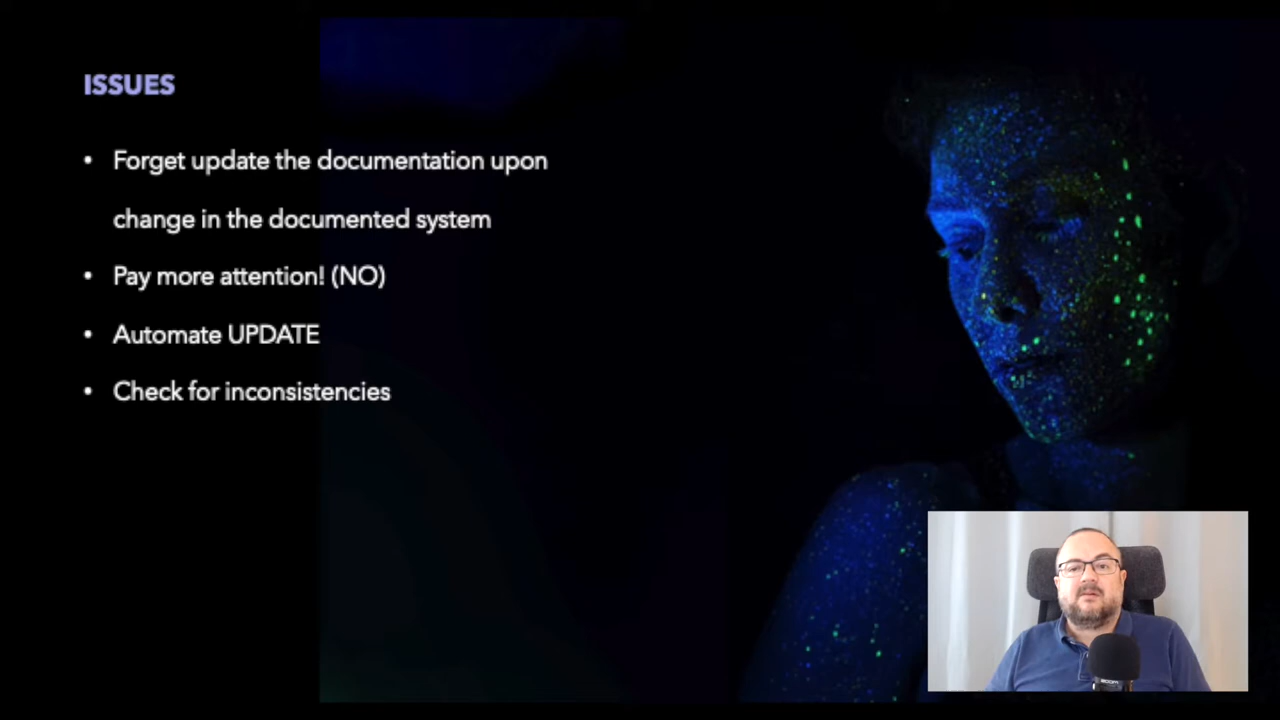 ISSUES
• Forget update the documentation upon
change in the documented system
• Pay more attention! (NO)
• Automate UPDATE
• Check for inconsistencies